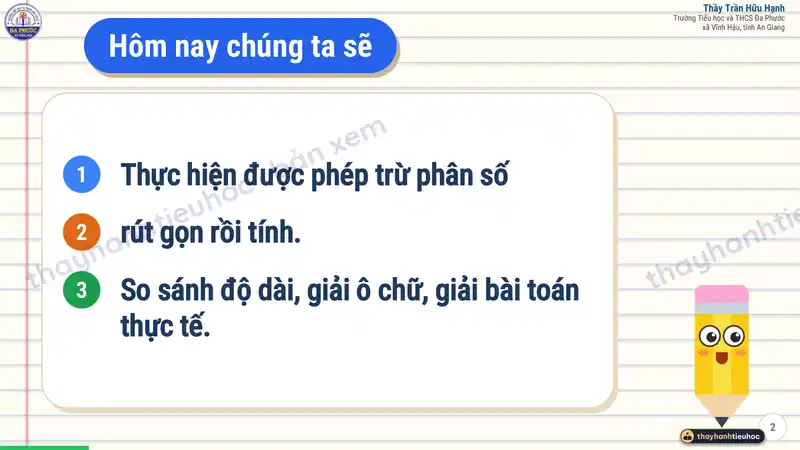 Thầy Trần Hữu Hạnh
Trường Tiểu học và THCS Đa Phước
xã Vĩnh Hậu, tỉnh An Giang
ĐA PHƯỚC
Hôm nay chúng ta sẽ
1 Thực hiện được phép trừ phân số
2 rút gọn rồi tính.
3 So sánh độ dài, giải ô chữ, giải bài toán
thực tế.
2
thayhanhtieuhoc